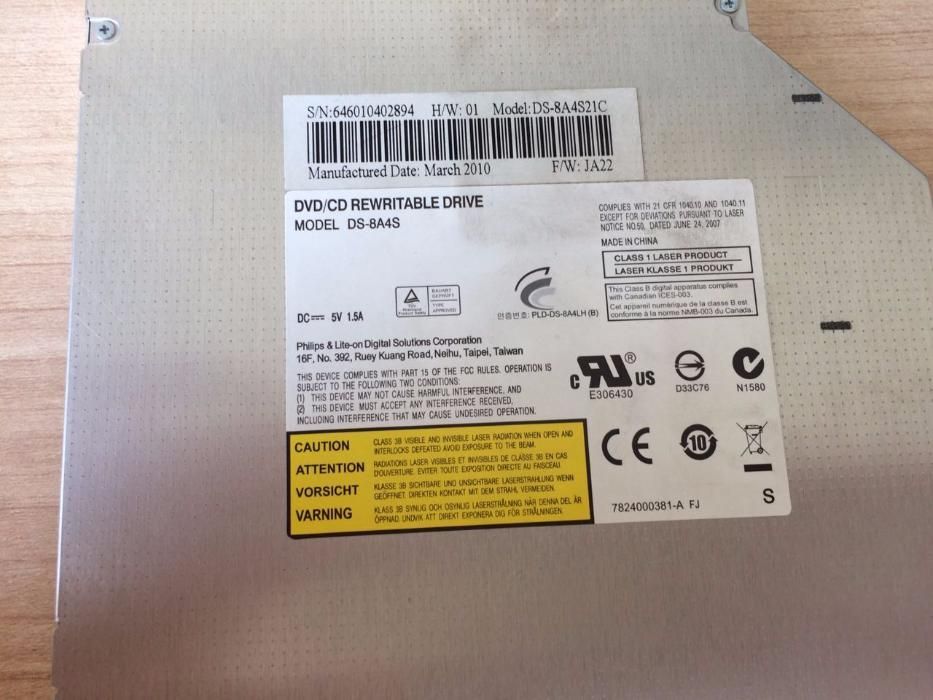 S/N:646010402894 H/W: 01 Model:DS-8A4S21C
Manufactured Date: March 2010 F/W: JA22
DVD/CD REWRITABLE DRIVE
MODEL DS-8A4S
COMPLIES WITH 21 CFR 1040.10 AND 1040.11
EXCEPT FOR DEVIATIONS PURSUANT TO LASER
NOTICE NO.50, DATED JUNE 24, 2007
MADE IN CHINA
CLASS 1 LASER PRODUCT
LASER KLASSE 1 PRODUKT
This Class B digital apparatus complies
with Canadian ICES-003.
Cet appareil numérique de la classe B est
conforme à la norme NMB-003 du Canada.
DC 5V 1.5A
TÜV
Product Safety
BAUART
GEPRÜFT
TYPE
APPROVED
인증번호: PLD-DS-8A4LH (B)
Philips & Lite-on Digital Solutions Corporation
16F, No. 392, Ruey Kuang Road, Neihu, Taipei, Taiwan
THIS DEVICE COMPLIES WITH PART 15 OF THE FCC RULES. OPERATION IS
SUBJECT TO THE FOLLOWING TWO CONDITIONS:
(1) THIS DEVICE MAY NOT CAUSE HARMFUL INTERFERENCE, AND
(2) THIS DEVICE MUST ACCEPT ANY INTERFERENCE RECEIVED,
INCLUDING INTERFERENCE THAT MAY CAUSE UNDESIRED OPERATION.
c RU ® US
E306430
D33C76
N1580
CAUTION CLASS 3B VISIBLE AND INVISIBLE LASER RADIATION WHEN OPEN AND
INTERLOCKS DEFEATED AVOID EXPOSURE TO THE BEAM.
ATTENTION RADIATIONS LASER VISIBLES ET INVISIBLES DE CLASSE 3B EN CAS
D'OUVERTURE. EVITER TOUTE EXPOSITION DIRECTE AU FAISCEAU.
VORSICHT KLASSE 3B SICHTBARE UND UNSICHTBARE LASERSTRAHLUNG WENN
GEÖFFNET. DIREKTEN KONTAKT MIT DEM STRAHL VERMEIDEN.
VARNING KLASS 3B SYNLIG OCH OSYNLIG LASERSTRÅLNING NÄR DENNA DEL ÄR
ÖPPNAD. UNDVIK ATT DIREKT EXPONERA DIG FÖR STRÅLNINGEN.
CE
10
7824000381-A FJ
S